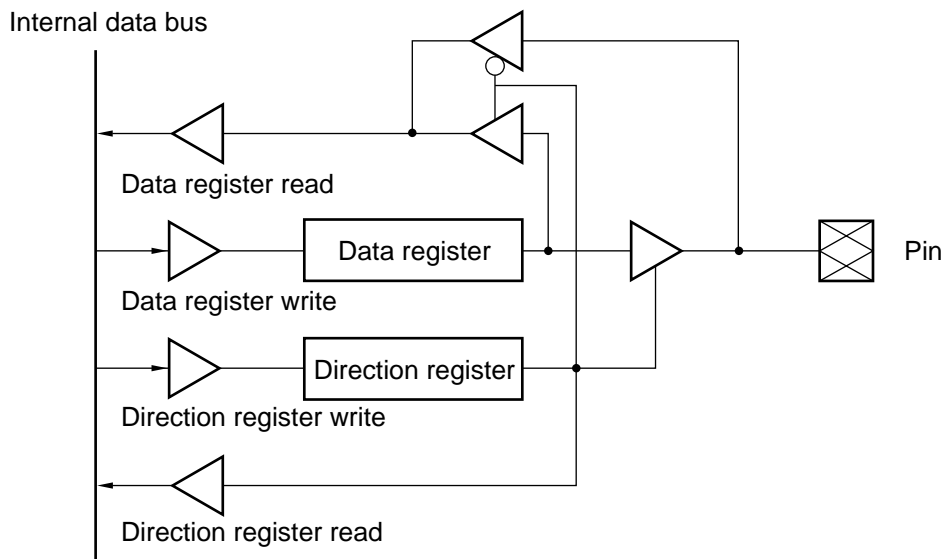 Internal data bus
Data register read
Data register
Pin
Data register write
Direction register
Direction register write
Direction register read